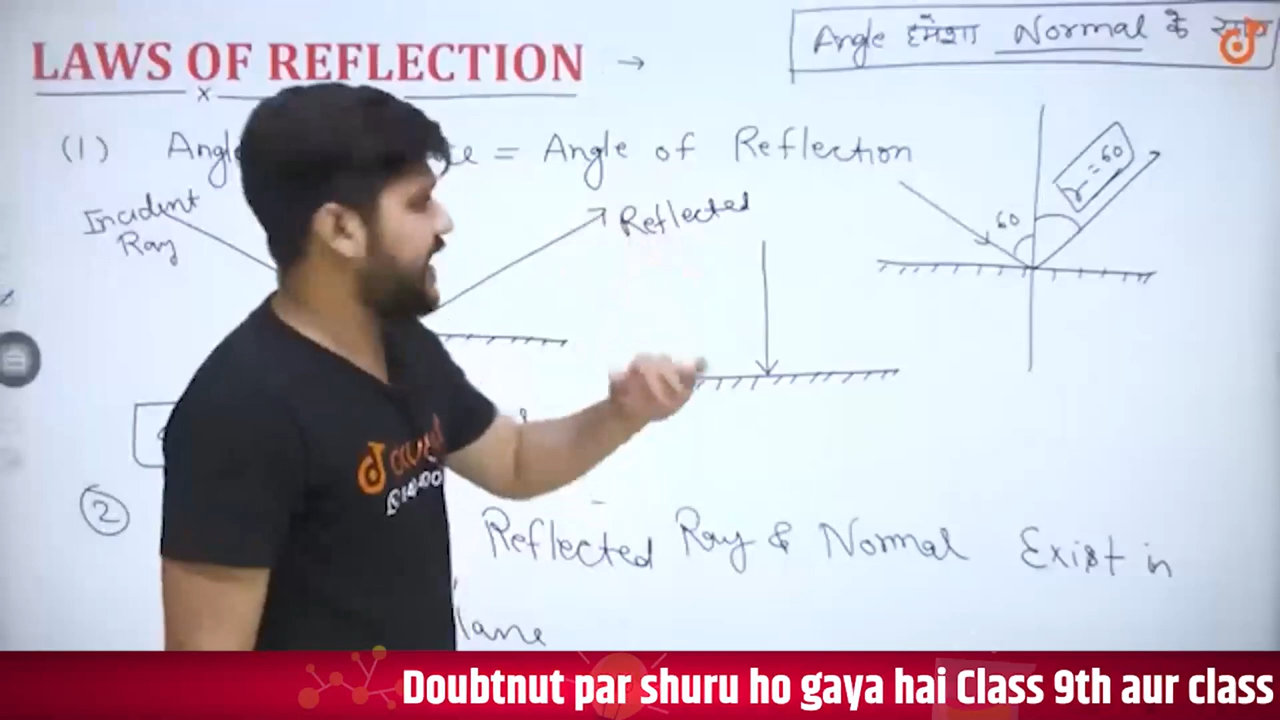 LAWS OF REFLECTION →
Angle हमेशा Normal के
(1) Angle = Angle of Reflection
Incident
Ray
Reflected
60
r = 60
2
Reflected Ray & Normal Exist in
lane
Doubtnut par shuru ho gaya hai Class 9th aur class